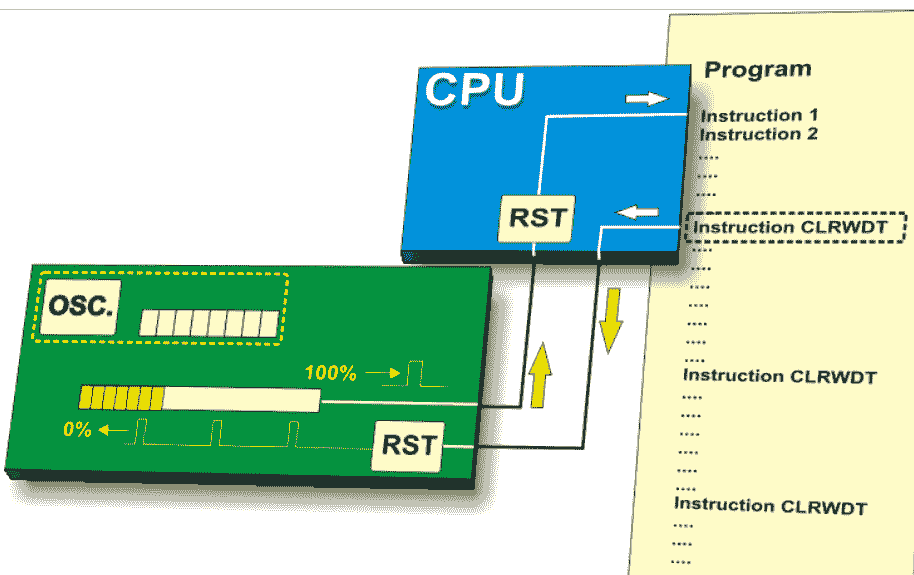 CPU
RST
OSC.
100%
0%
RST
Program
Instruction 1
Instruction 2
....
....
....
Instruction CLRWDT
....
....
....
....
....
....
....
Instruction CLRWDT
....
....
....
....
....
....
Instruction CLRWDT
....
....
....